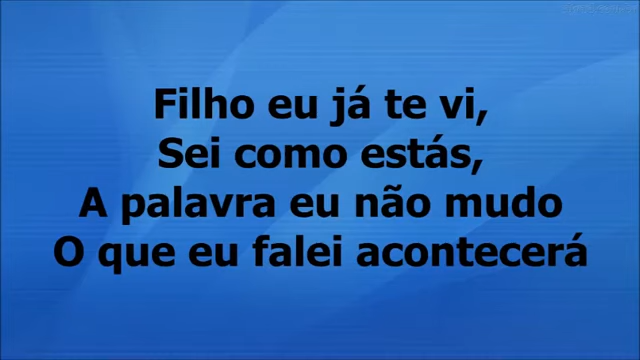 Filho eu já te vi,
Sei como estás,
A palavra eu não mudo
O que eu falei acontecerá